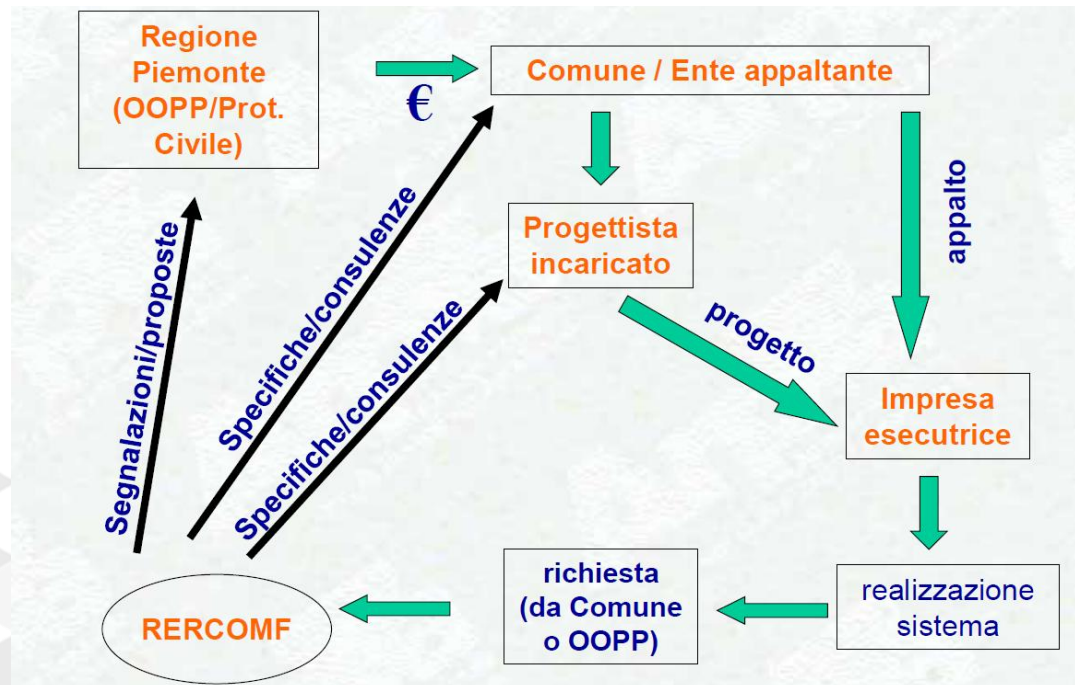 Regione
Piemonte
(OOPP/Prot.
Civile)
€
Comune / Ente appaltante
Segnalazioni/proposte
Specifiche/consulenze
Specifiche/consulenze
Progettista
incaricato
appalto
progetto
Impresa
esecutrice
RERCOMF
richiesta
(da Comune
o OOPP)
realizzazione
sistema